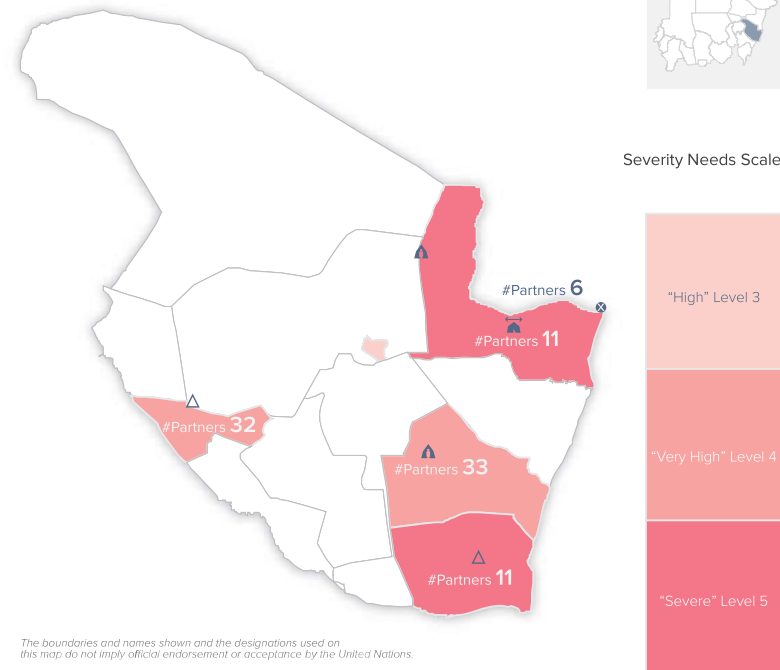 Severity Needs Scale
#Partners 6
"High" Level 3
#Partners 11
#Partners 32
"Very High" Level 4
#Partners 33
#Partners 11
"Severe" Level 5
The boundaries and names shown and the designations used on
this map do not imply official endorsement or acceptance by the United Nations.